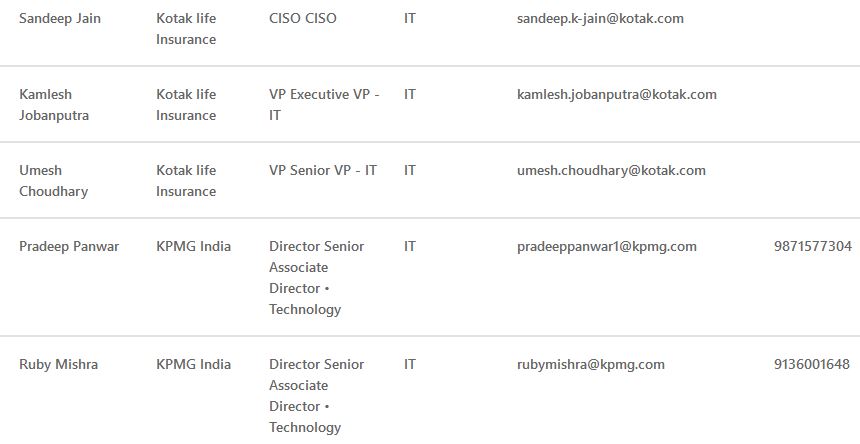 Sandeep Jain Kotak life CISO CISO IT sandeep.k-jain@kotak.com
Insurance
Kamlesh Kotak life VP Executive VP - IT kamlesh.jobanputra@kotak.com
Jobanputra Insurance IT
Umesh Kotak life VP Senior VP - IT IT umesh.choudhary@kotak.com
Choudhary Insurance
Pradeep Panwar KPMG India Director Senior IT pradeeppanwar1@kpmg.com 9871577304
Associate
Director •
Technology
Ruby Mishra KPMG India Director Senior IT rubymishra@kpmg.com 9136001648
Associate
Director •
Technology